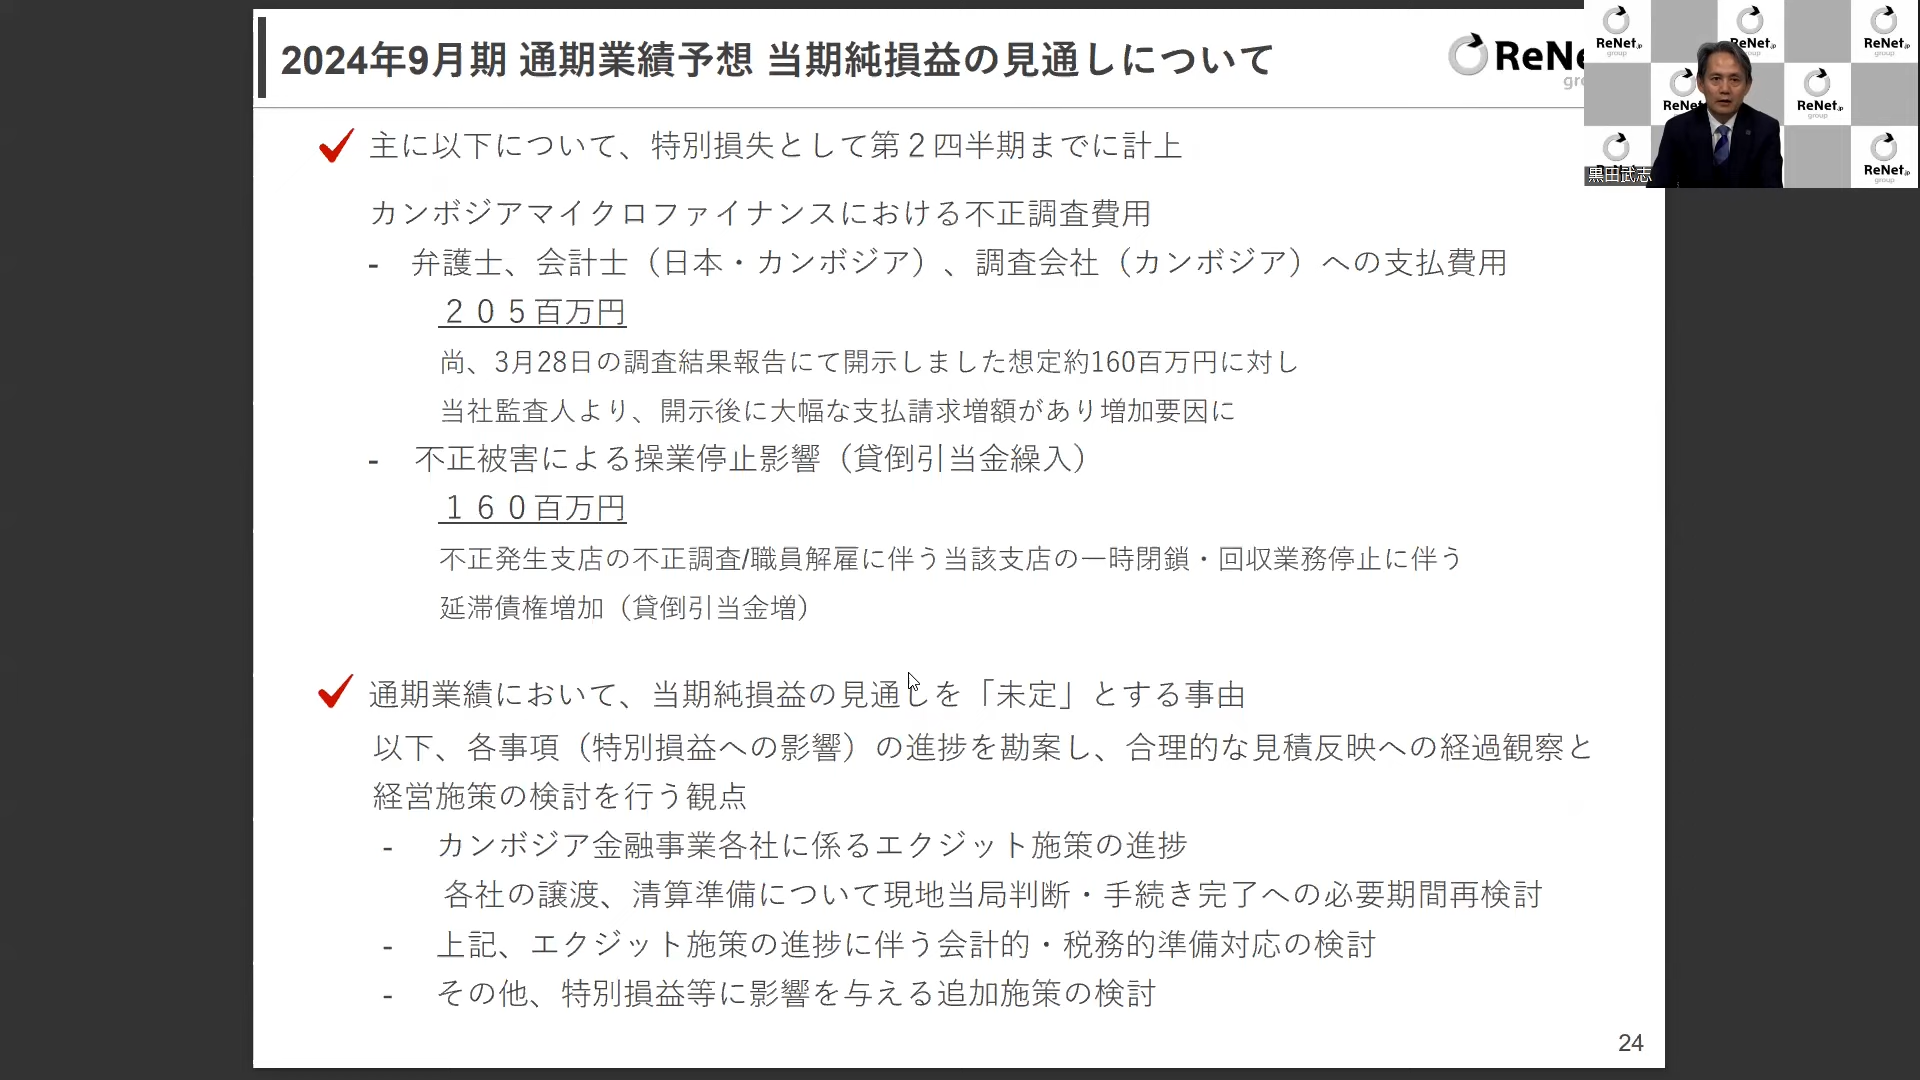 2024年9月期 通期業績予想 当期純損益の見通しについて
主に以下について、特別損失として第２四半期までに計上
カンボジアマイクロファイナンスにおける不正調査費用
- 弁護士、会計士（日本・カンボジア）、調査会社（カンボジア）への支払費用
２０５百万円
尚、3月28日の調査結果報告にて開示しました想定約160百万円に対し
当社監査人より、開示後に大幅な支払請求増額があり増加要因に
- 不正被害による操業停止影響（貸倒引当金繰入）
１６０百万円
不正発生支店の不正調査/職員解雇に伴う当該支店の一時閉鎖・回収業務停止に伴う
延滞債権増加（貸倒引当金増）
通期業績において、当期純損益の見通しを「未定」とする事由
以下、各事項（特別損益への影響）の進捗を勘案し、合理的な見積反映への経過観察と
経営施策の検討を行う観点
- カンボジア金融事業各社に係るエクジット施策の進捗
各社の譲渡、清算準備について現地当局判断・手続き完了への必要期間再検討
- 上記、エクジット施策の進捗に伴う会計的・税務的準備対応の検討
- その他、特別損益等に影響を与える追加施策の検討
24
ReNe
gr
ReNet.jp
group
ReNet.jp
ReNet.jp
group
ReNet
ReNet.jp
group
ReNet.jp
group
黒田武志